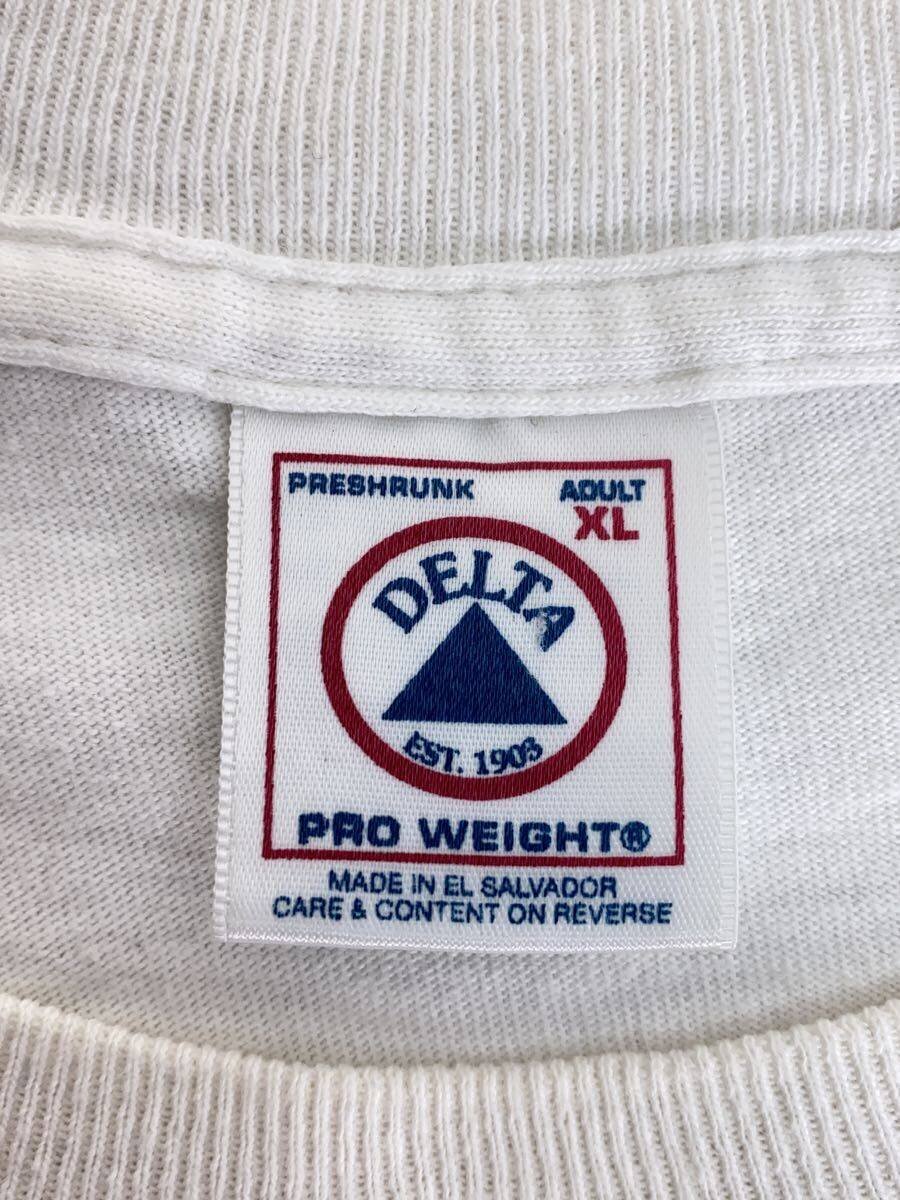 PRESHRUNK
ADULT
XL
DELTA
EST. 1903
PRO WEIGHT®
MADE IN EL SALVADOR
CARE & CONTENT ON REVERSE